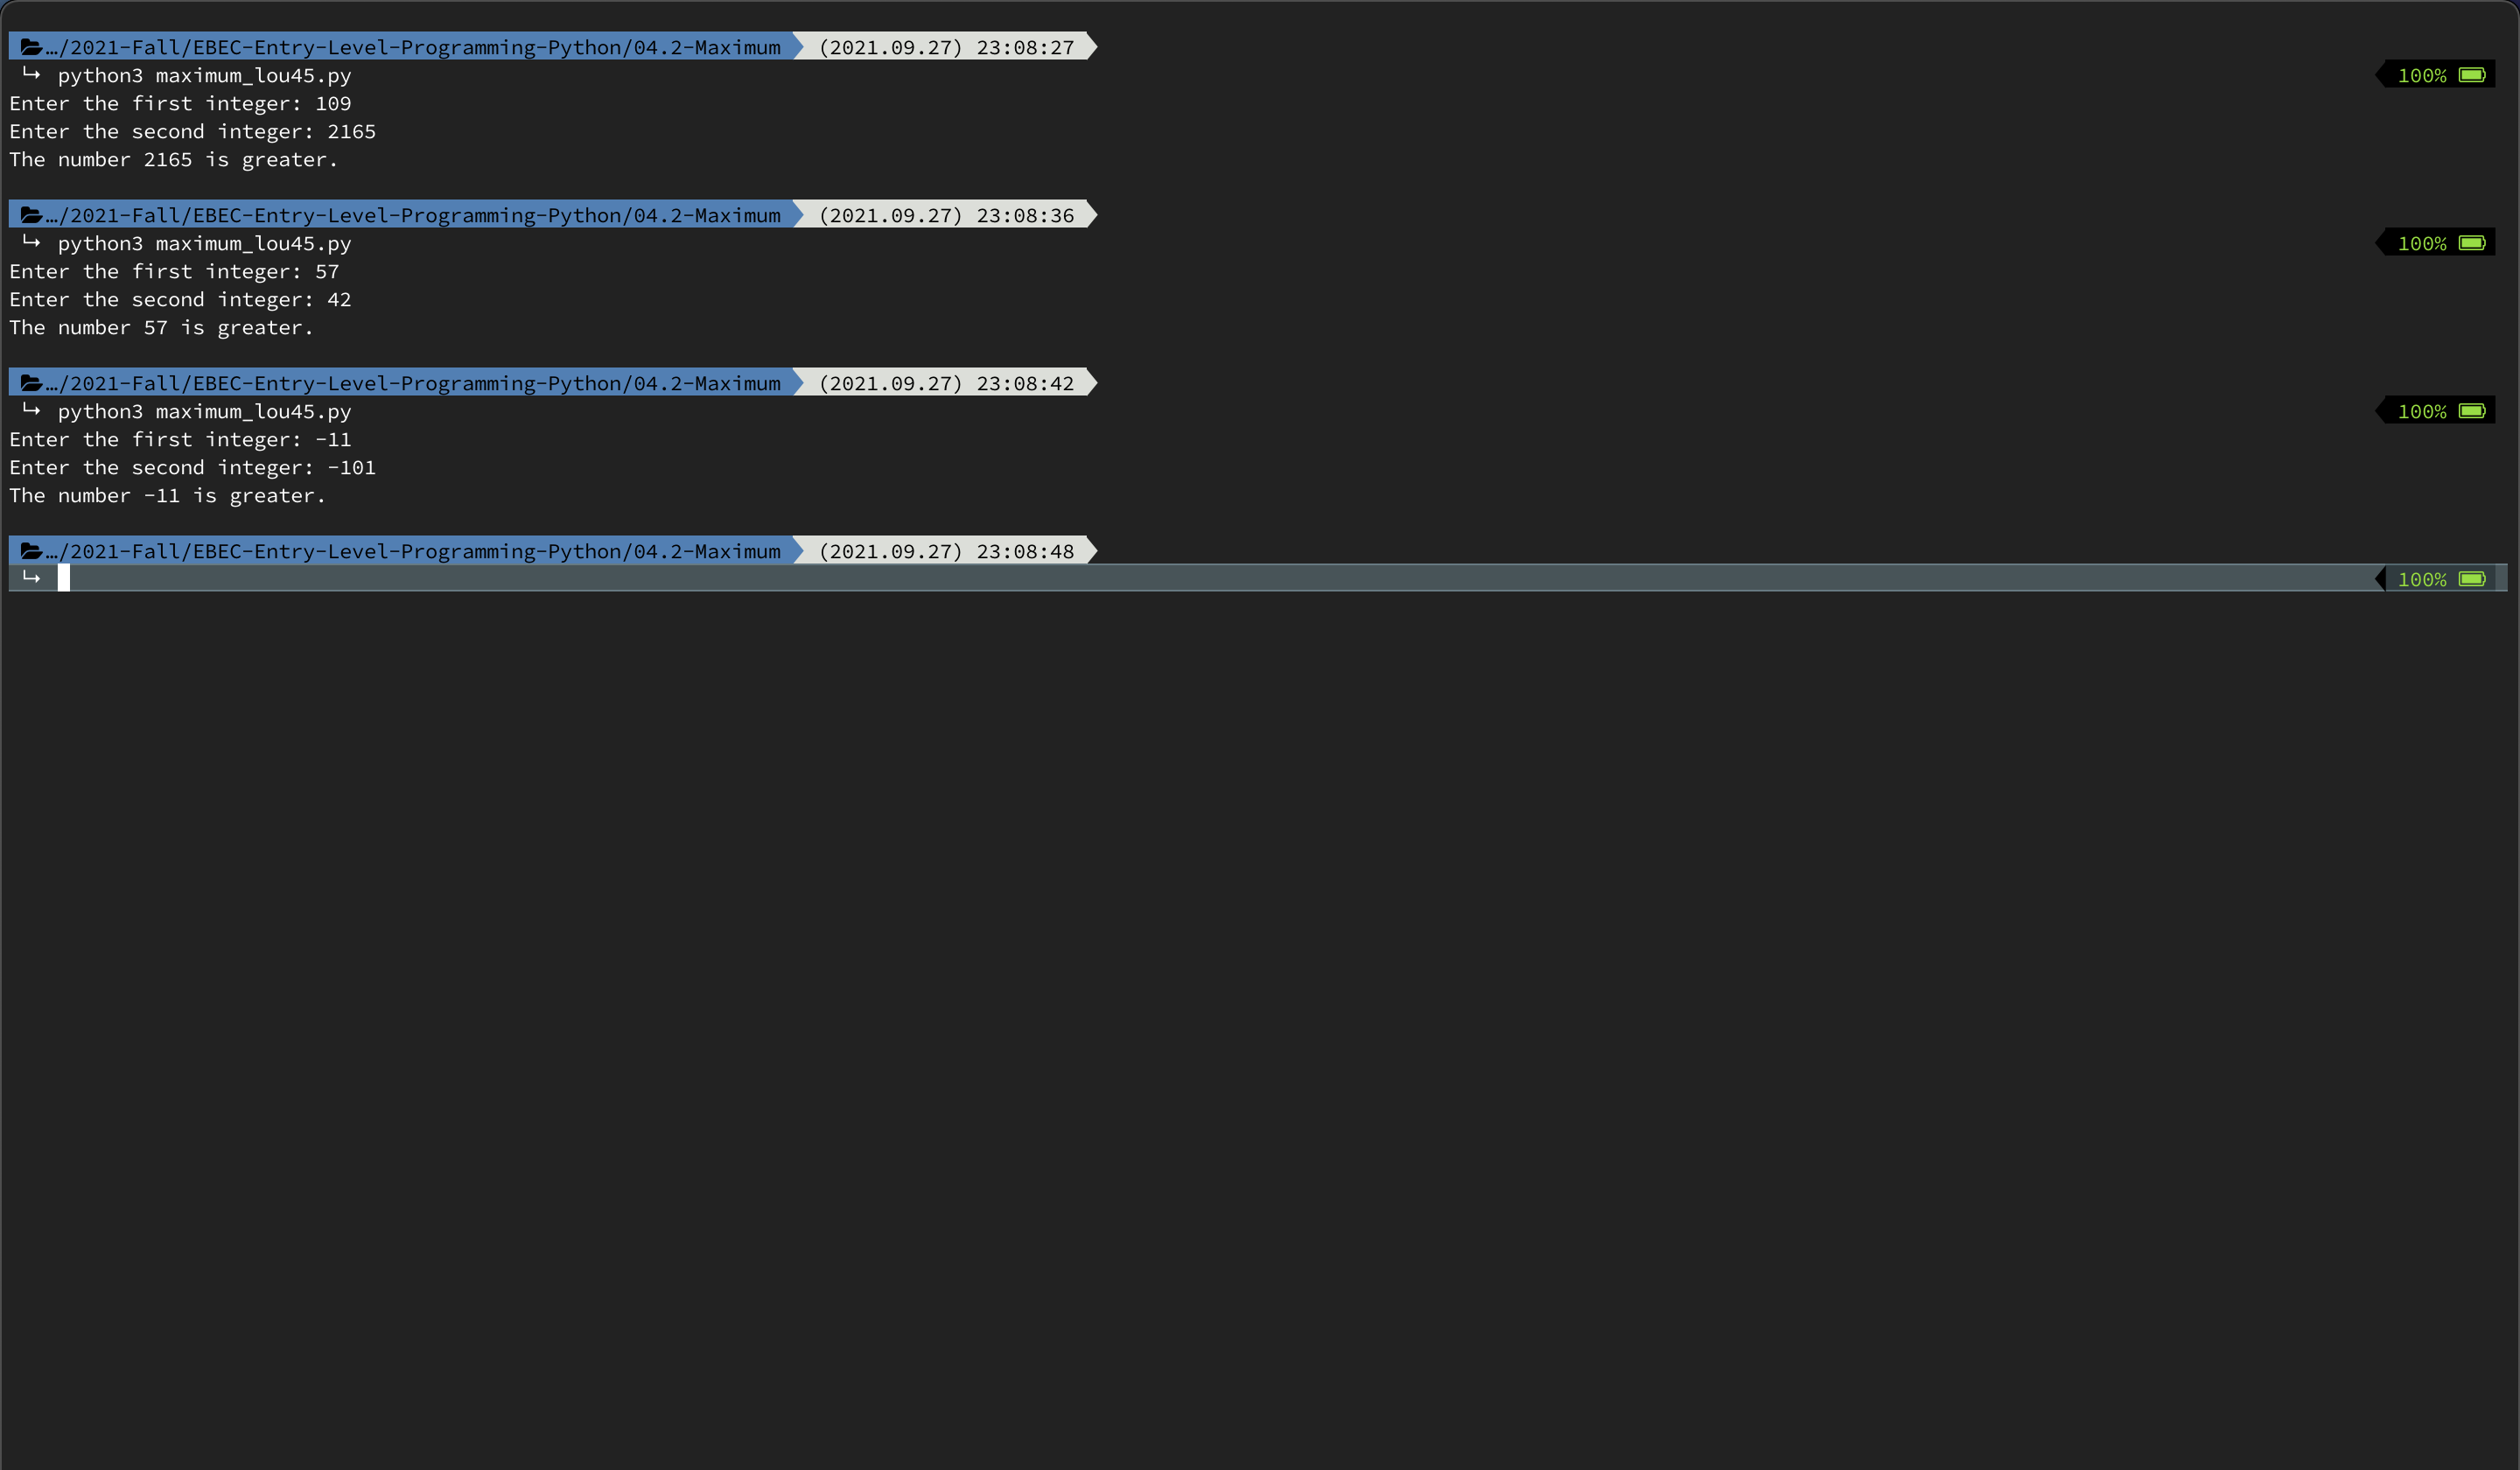 …/2021-Fall/EBEC-Entry-Level-Programming-Python/04.2-Maximum (2021.09.27) 23:08:27
↳ python3 maximum_lou45.py 100%
Enter the first integer: 109
Enter the second integer: 2165
The number 2165 is greater.
…/2021-Fall/EBEC-Entry-Level-Programming-Python/04.2-Maximum (2021.09.27) 23:08:36
↳ python3 maximum_lou45.py 100%
Enter the first integer: 57
Enter the second integer: 42
The number 57 is greater.
…/2021-Fall/EBEC-Entry-Level-Programming-Python/04.2-Maximum (2021.09.27) 23:08:42
↳ python3 maximum_lou45.py 100%
Enter the first integer: -11
Enter the second integer: -101
The number -11 is greater.
…/2021-Fall/EBEC-Entry-Level-Programming-Python/04.2-Maximum (2021.09.27) 23:08:48
↳ 100%